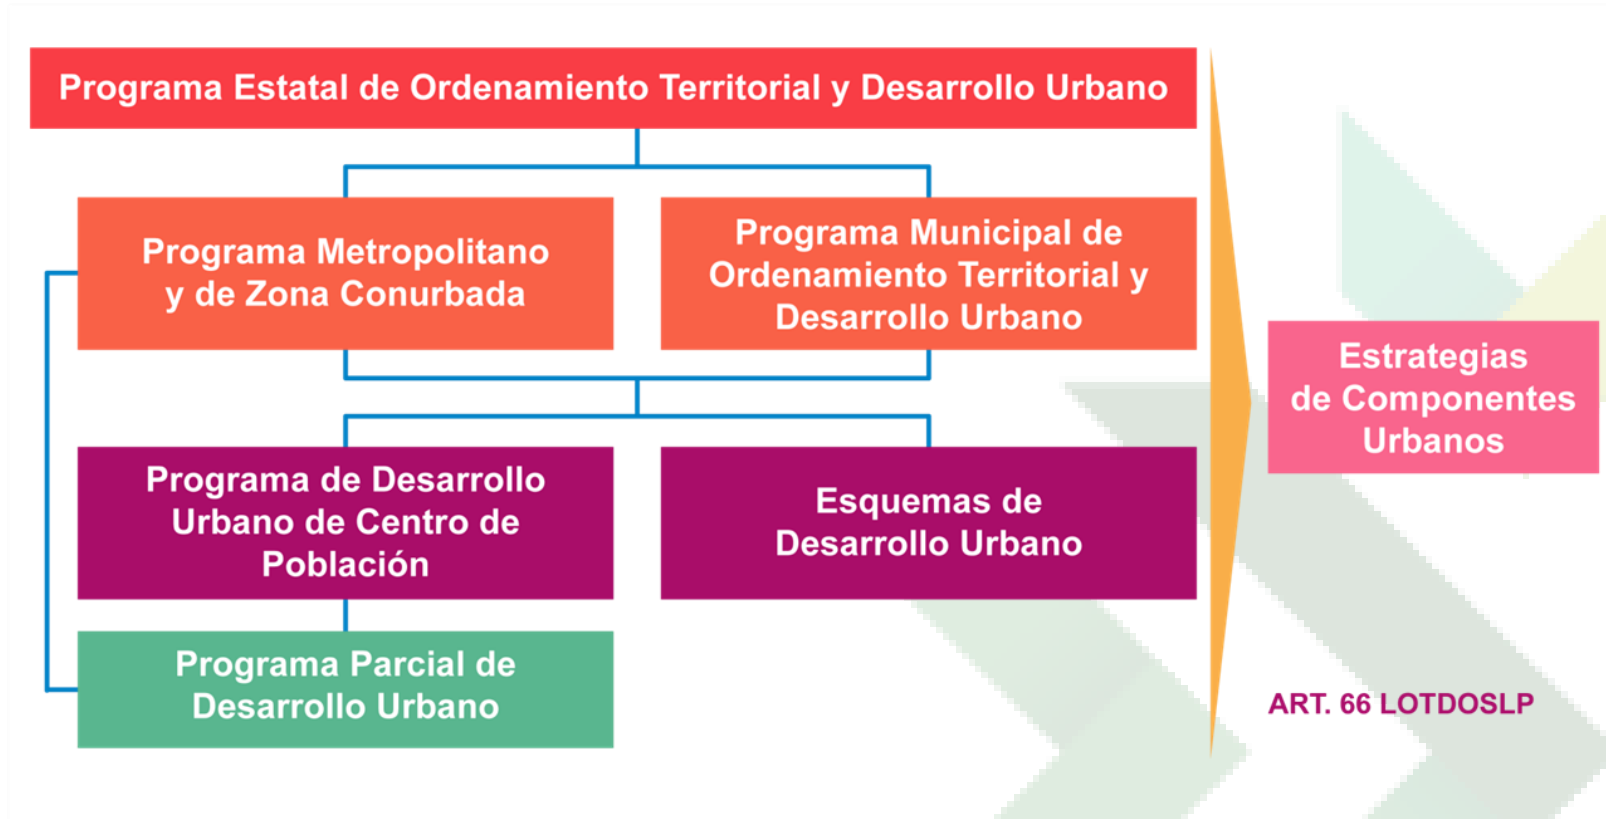 Programa Estatal de Ordenamiento Territorial y Desarrollo Urbano
Programa Metropolitano
y de Zona Conurbada
Programa Municipal de
Ordenamiento Territorial y
Desarrollo Urbano
Programa de Desarrollo
Urbano de Centro de
Población
Esquemas de
Desarrollo Urbano
Programa Parcial de
Desarrollo Urbano
Estrategias
de Componentes
Urbanos
ART. 66 LOTDOSLP